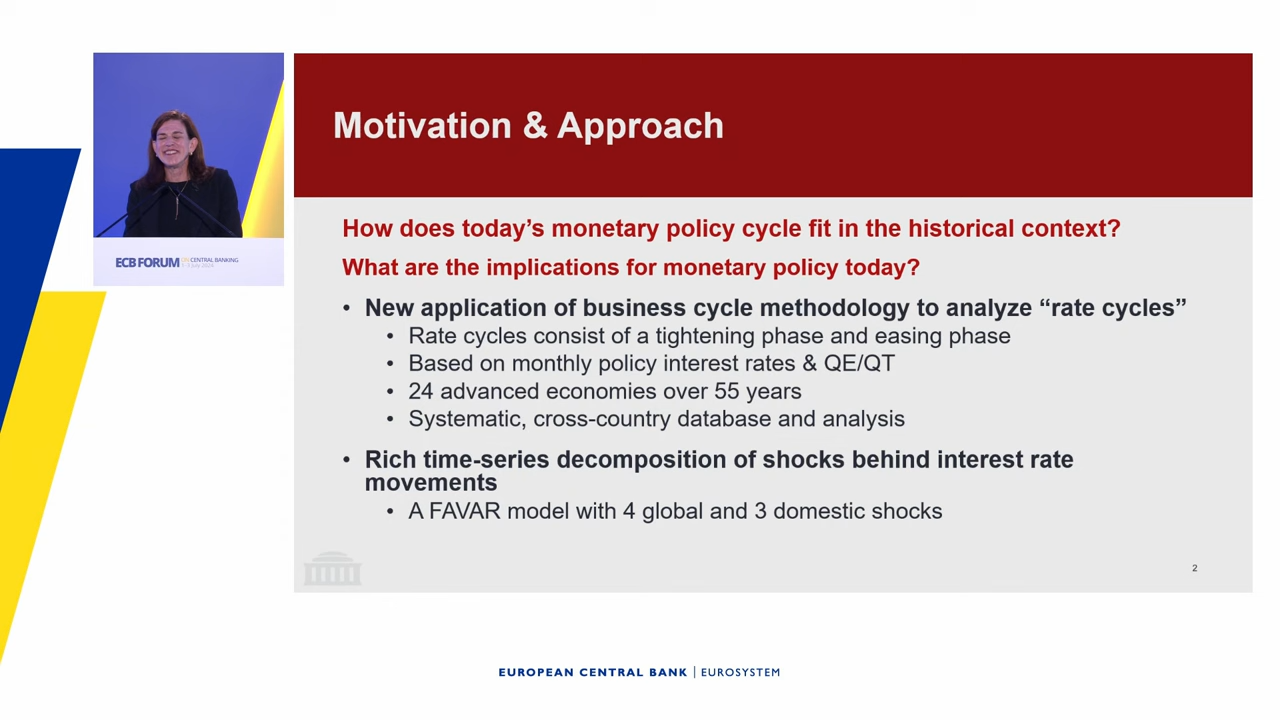 Motivation & Approach
How does today’s monetary policy cycle fit in the historical context?
What are the implications for monetary policy today?
• New application of business cycle methodology to analyze “rate cycles”
• Rate cycles consist of a tightening phase and easing phase
• Based on monthly policy interest rates & QE/QT
• 24 advanced economies over 55 years
• Systematic, cross-country database and analysis
• Rich time-series decomposition of shocks behind interest rate
movements
• A FAVAR model with 4 global and 3 domestic shocks
2
ECB FORUM
CENTRAL BANKING
EUROPEAN CENTRAL BANK | EUROSYSTEM